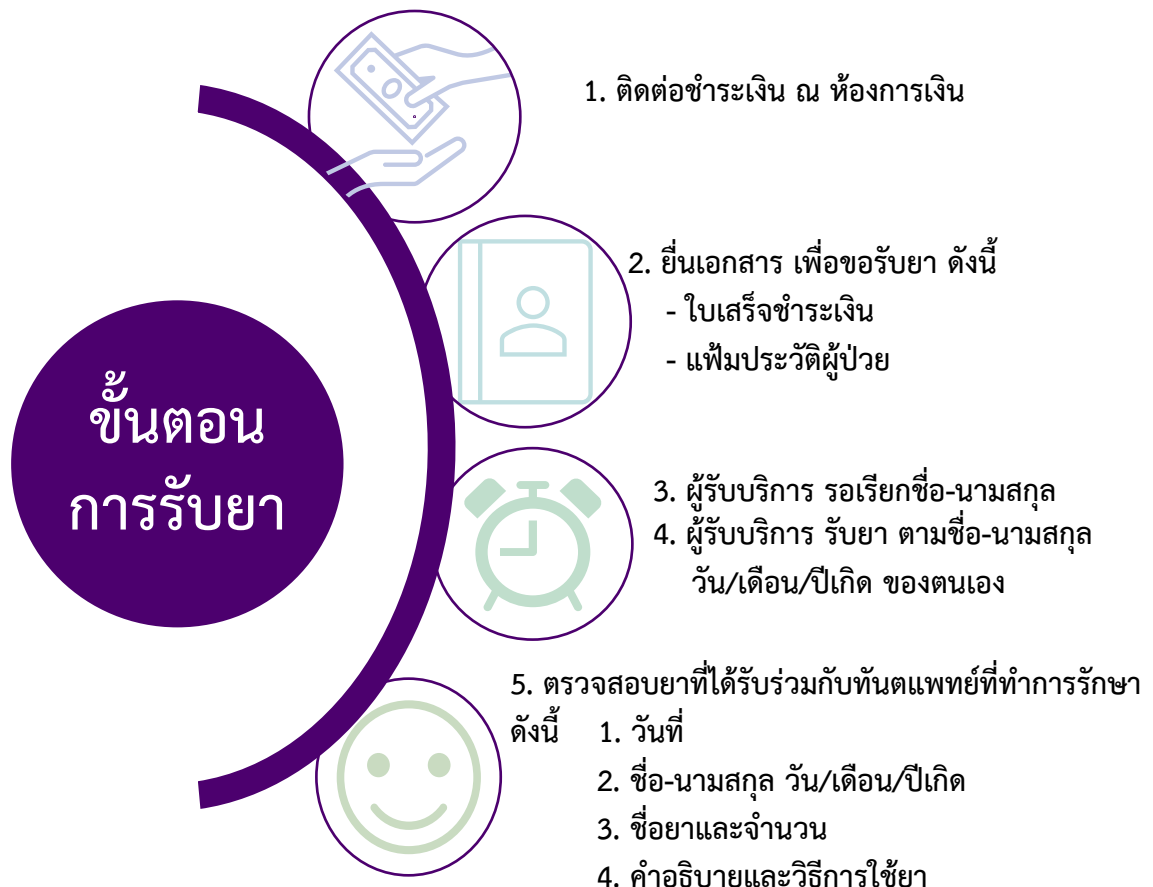 ขั้นตอน
การรับยา
1. ติดต่อชำระเงิน ณ ห้องการเงิน
2. ยื่นเอกสาร เพื่อขอรับยา ดังนี้
- ใบเสร็จชำระเงิน
- แฟ้มประวัติผู้ป่วย
3. ผู้รับบริการ รอเรียกชื่อ-นามสกุล
4. ผู้รับบริการ รับยา ตามชื่อ-นามสกุล
วัน/เดือน/ปีเกิด ของตนเอง
5. ตรวจสอบยาที่ได้รับร่วมกับทันตแพทย์ที่ทำการรักษา
ดังนี้ 1. วันที่
2. ชื่อ-นามสกุล วัน/เดือน/ปีเกิด
3. ชื่อยาและจำนวน
4. คำอธิบายและวิธีการใช้ยา